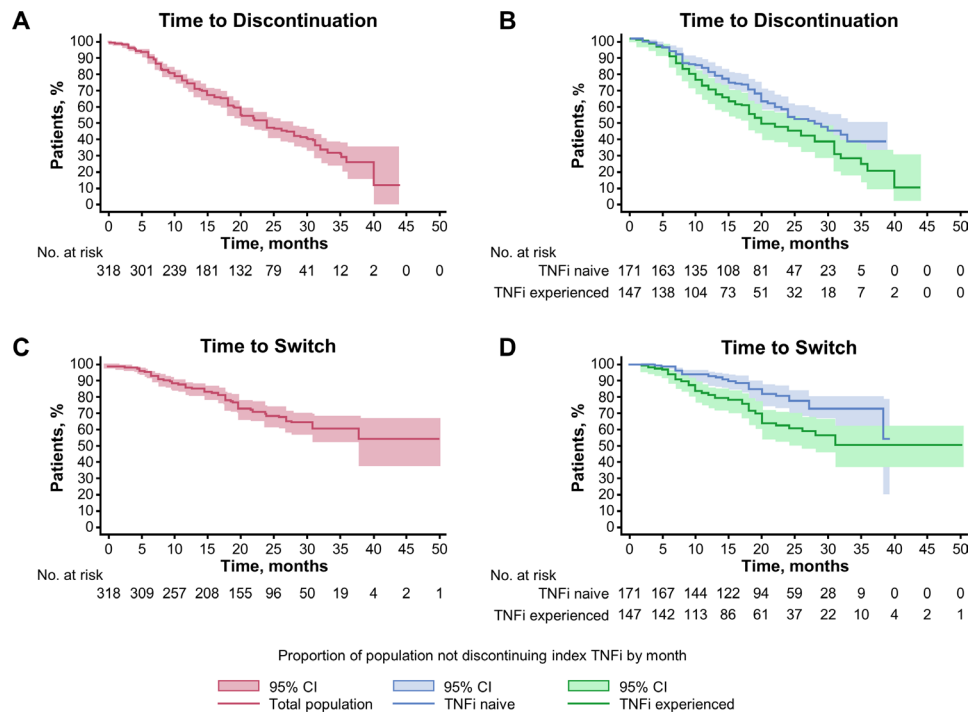 A
Time to Discontinuation
Patients, %
100
90
80
70
60
50
40
30
20
10
0
0 5 10 15 20 25 30 35 40 45 50
Time, months
No. at risk
318 301 239 181 132 79 41 12 2 0 0
B
Time to Discontinuation
Patients, %
100
90
80
70
60
50
40
30
20
10
0
0 5 10 15 20 25 30 35 40 45 50
Time, months
No. at risk
TNFi naive 171 163 135 108 81 47 23 5 0 0 0
TNFi experienced 147 138 104 73 51 32 18 7 2 0 0
C
Time to Switch
Patients, %
100
90
80
70
60
50
40
30
20
10
0
0 5 10 15 20 25 30 35 40 45 50
Time, months
No. at risk
318 309 257 208 155 96 50 19 4 2 1
D
Time to Switch
Patients, %
100
90
80
70
60
50
40
30
20
10
0
0 5 10 15 20 25 30 35 40 45 50
Time, months
No. at risk
TNFi naive 171 167 144 122 94 59 28 9 0 0 0
TNFi experienced 147 142 113 86 61 37 22 10 4 2 1
Proportion of population not discontinuing index TNFi by month
95% CI 95% CI 95% CI
Total population TNFi naive TNFi experienced